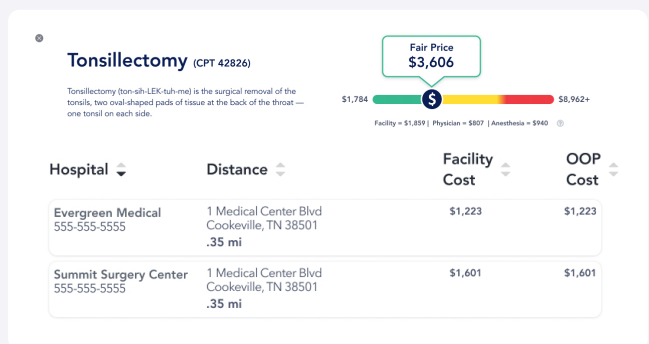 Tonsillectomy (CPT 42826)
Tonsillectomy (ton-sih-LEK-tuh-me) is the surgical removal of the
tonsils, two oval-shaped pads of tissue at the back of the throat —
one tonsil on each side.
Fair Price
$3,606
$1,784 $ $8,962+
Facility = $1,859 | Physician = $807 | Anesthesia = $940 ?
Hospital Distance Facility Cost OOP Cost
Evergreen Medical 1 Medical Center Blvd $1,223 $1,223
555-555-5555 Cookeville, TN 38501
.35 mi
Summit Surgery Center 1 Medical Center Blvd $1,601 $1,601
555-555-5555 Cookeville, TN 38501
.35 mi